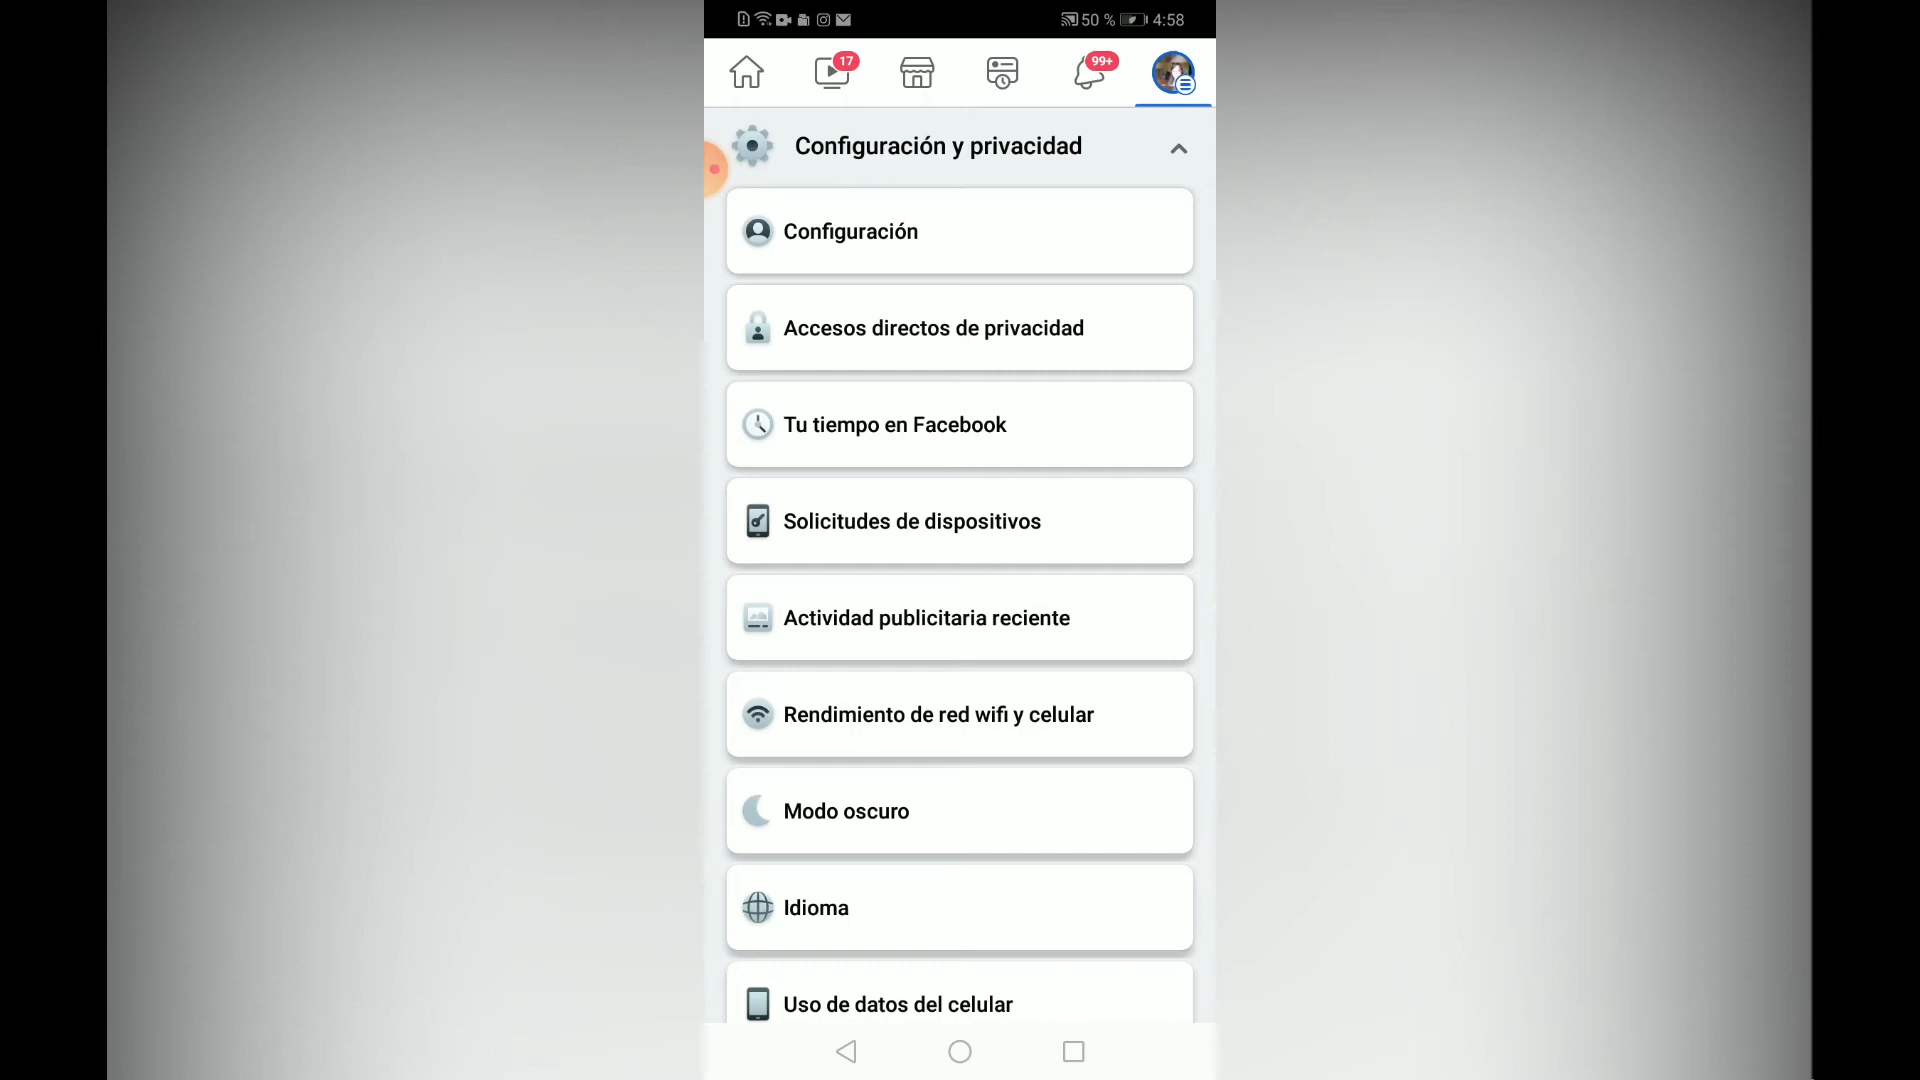 50 % 4:58
17
99+
Configuración y privacidad
Configuración
Accesos directos de privacidad
Tu tiempo en Facebook
Solicitudes de dispositivos
Actividad publicitaria reciente
Rendimiento de red wifi y celular
Modo oscuro
Idioma
Uso de datos del celular